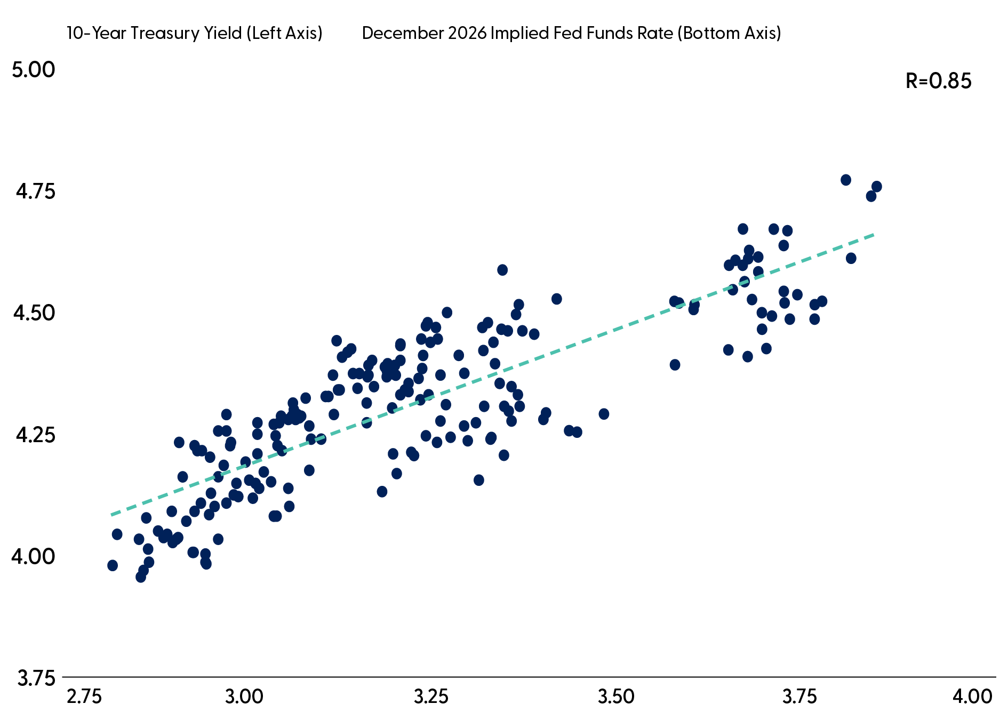 10-Year Treasury Yield (Left Axis) December 2026 Implied Fed Funds Rate (Bottom Axis)
5.00
R=0.85
4.75
4.50
4.25
4.00
3.75
2.75 3.00 3.25 3.50 3.75 4.00